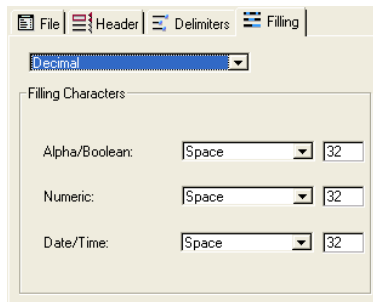 File Header Delimiters Filling
Decimal
Filling Characters
Alpha/Boolean: Space 32
Numeric: Space 32
Date/Time: Space 32